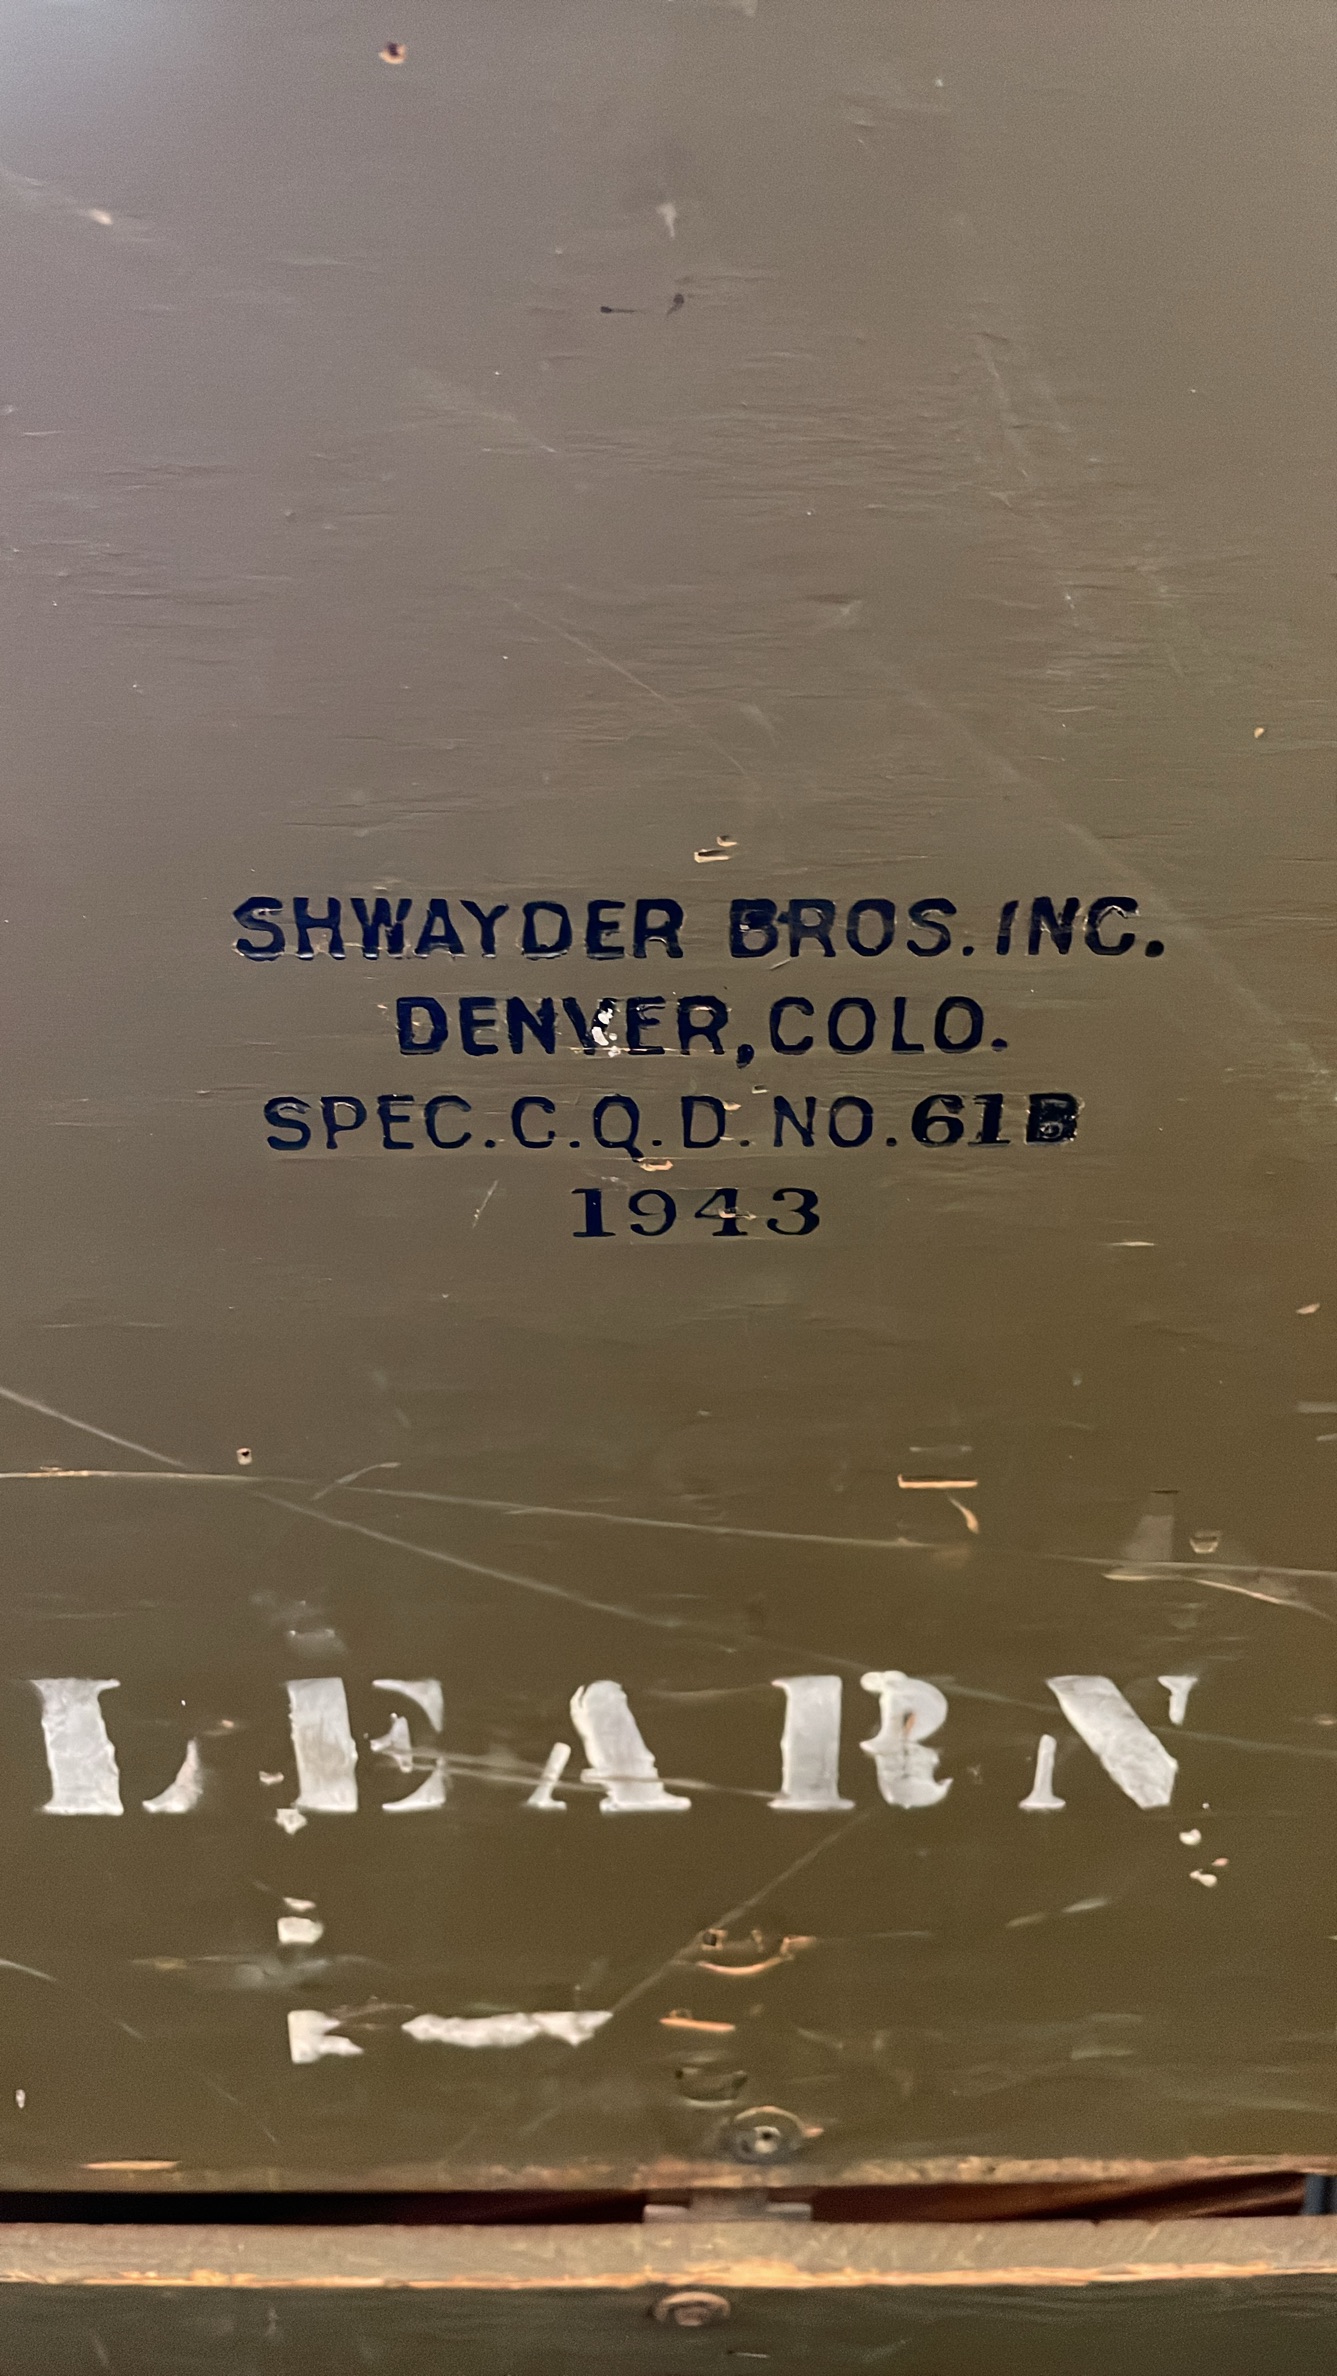 SHWAYDER BROS. INC.
DENVER, COLO.
SPEC. C.Q.D. NO. 61B
1943
LEARN